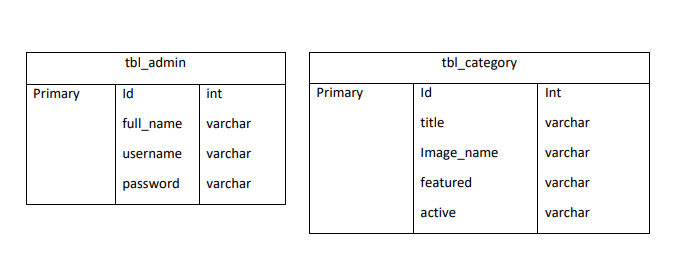 tbl_admin
Primary Id int
full_name varchar
username varchar
password varchar
tbl_category
Primary Id Int
title varchar
Image_name varchar
featured varchar
active varchar